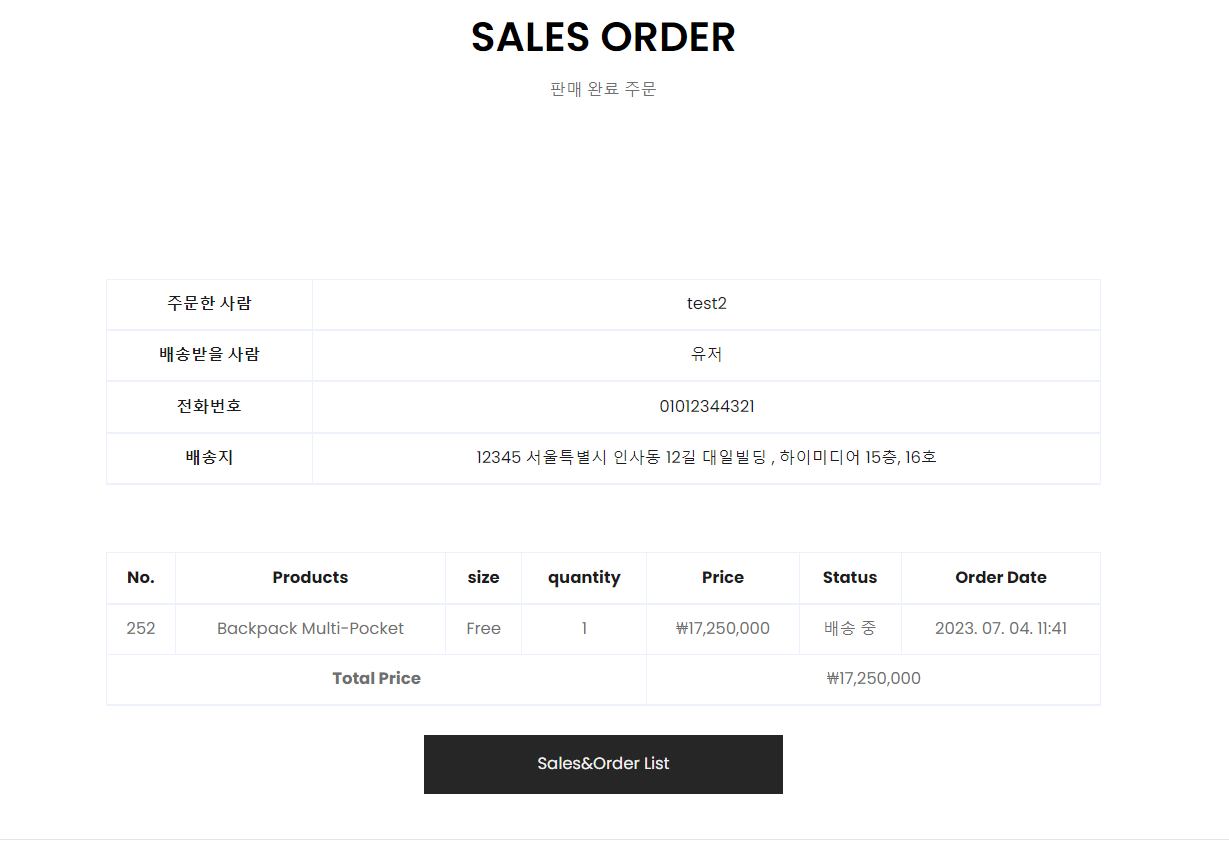 SALES ORDER
판매 완료 주문
주문한 사람 test2
배송받을 사람 유저
전화번호 01012344321
배송지 12345 서울특별시 인사동 12길 대일빌딩 , 하이미디어 15층, 16호
No. Products size quantity Price Status Order Date
252 Backpack Multi-Pocket Free 1 ₩17,250,000 배송 중 2023. 07. 04. 11:41
Total Price ₩17,250,000
Sales&Order List